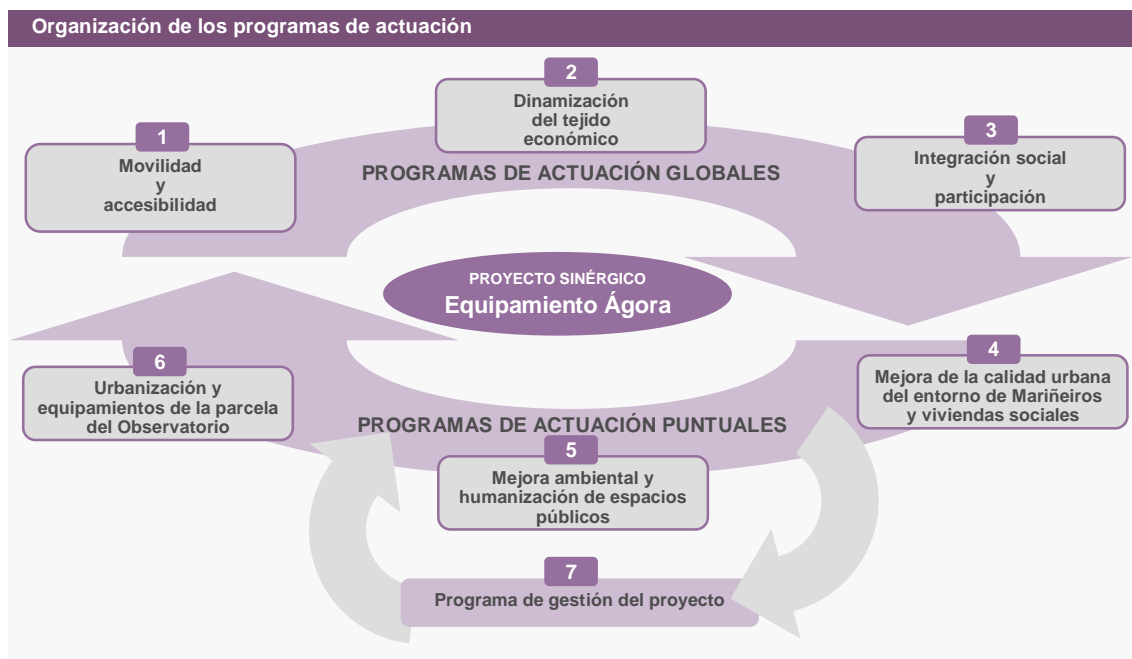 Organización de los programas de actuación
1
Movilidad
y
accesibilidad
2
Dinamización
del tejido
económico
3
Integración social
y
participación
PROGRAMAS DE ACTUACIÓN GLOBALES
PROYECTO SINÉRGICO
Equipamiento Ágora
6
Urbanización y
equipamientos de la parcela
del Observatorio
4
Mejora de la calidad urbana
del entorno de Mariñeiros
y viviendas sociales
PROGRAMAS DE ACTUACIÓN PUNTUALES
5
Mejora ambiental y
humanización de espacios
públicos
7
Programa de gestión del proyecto